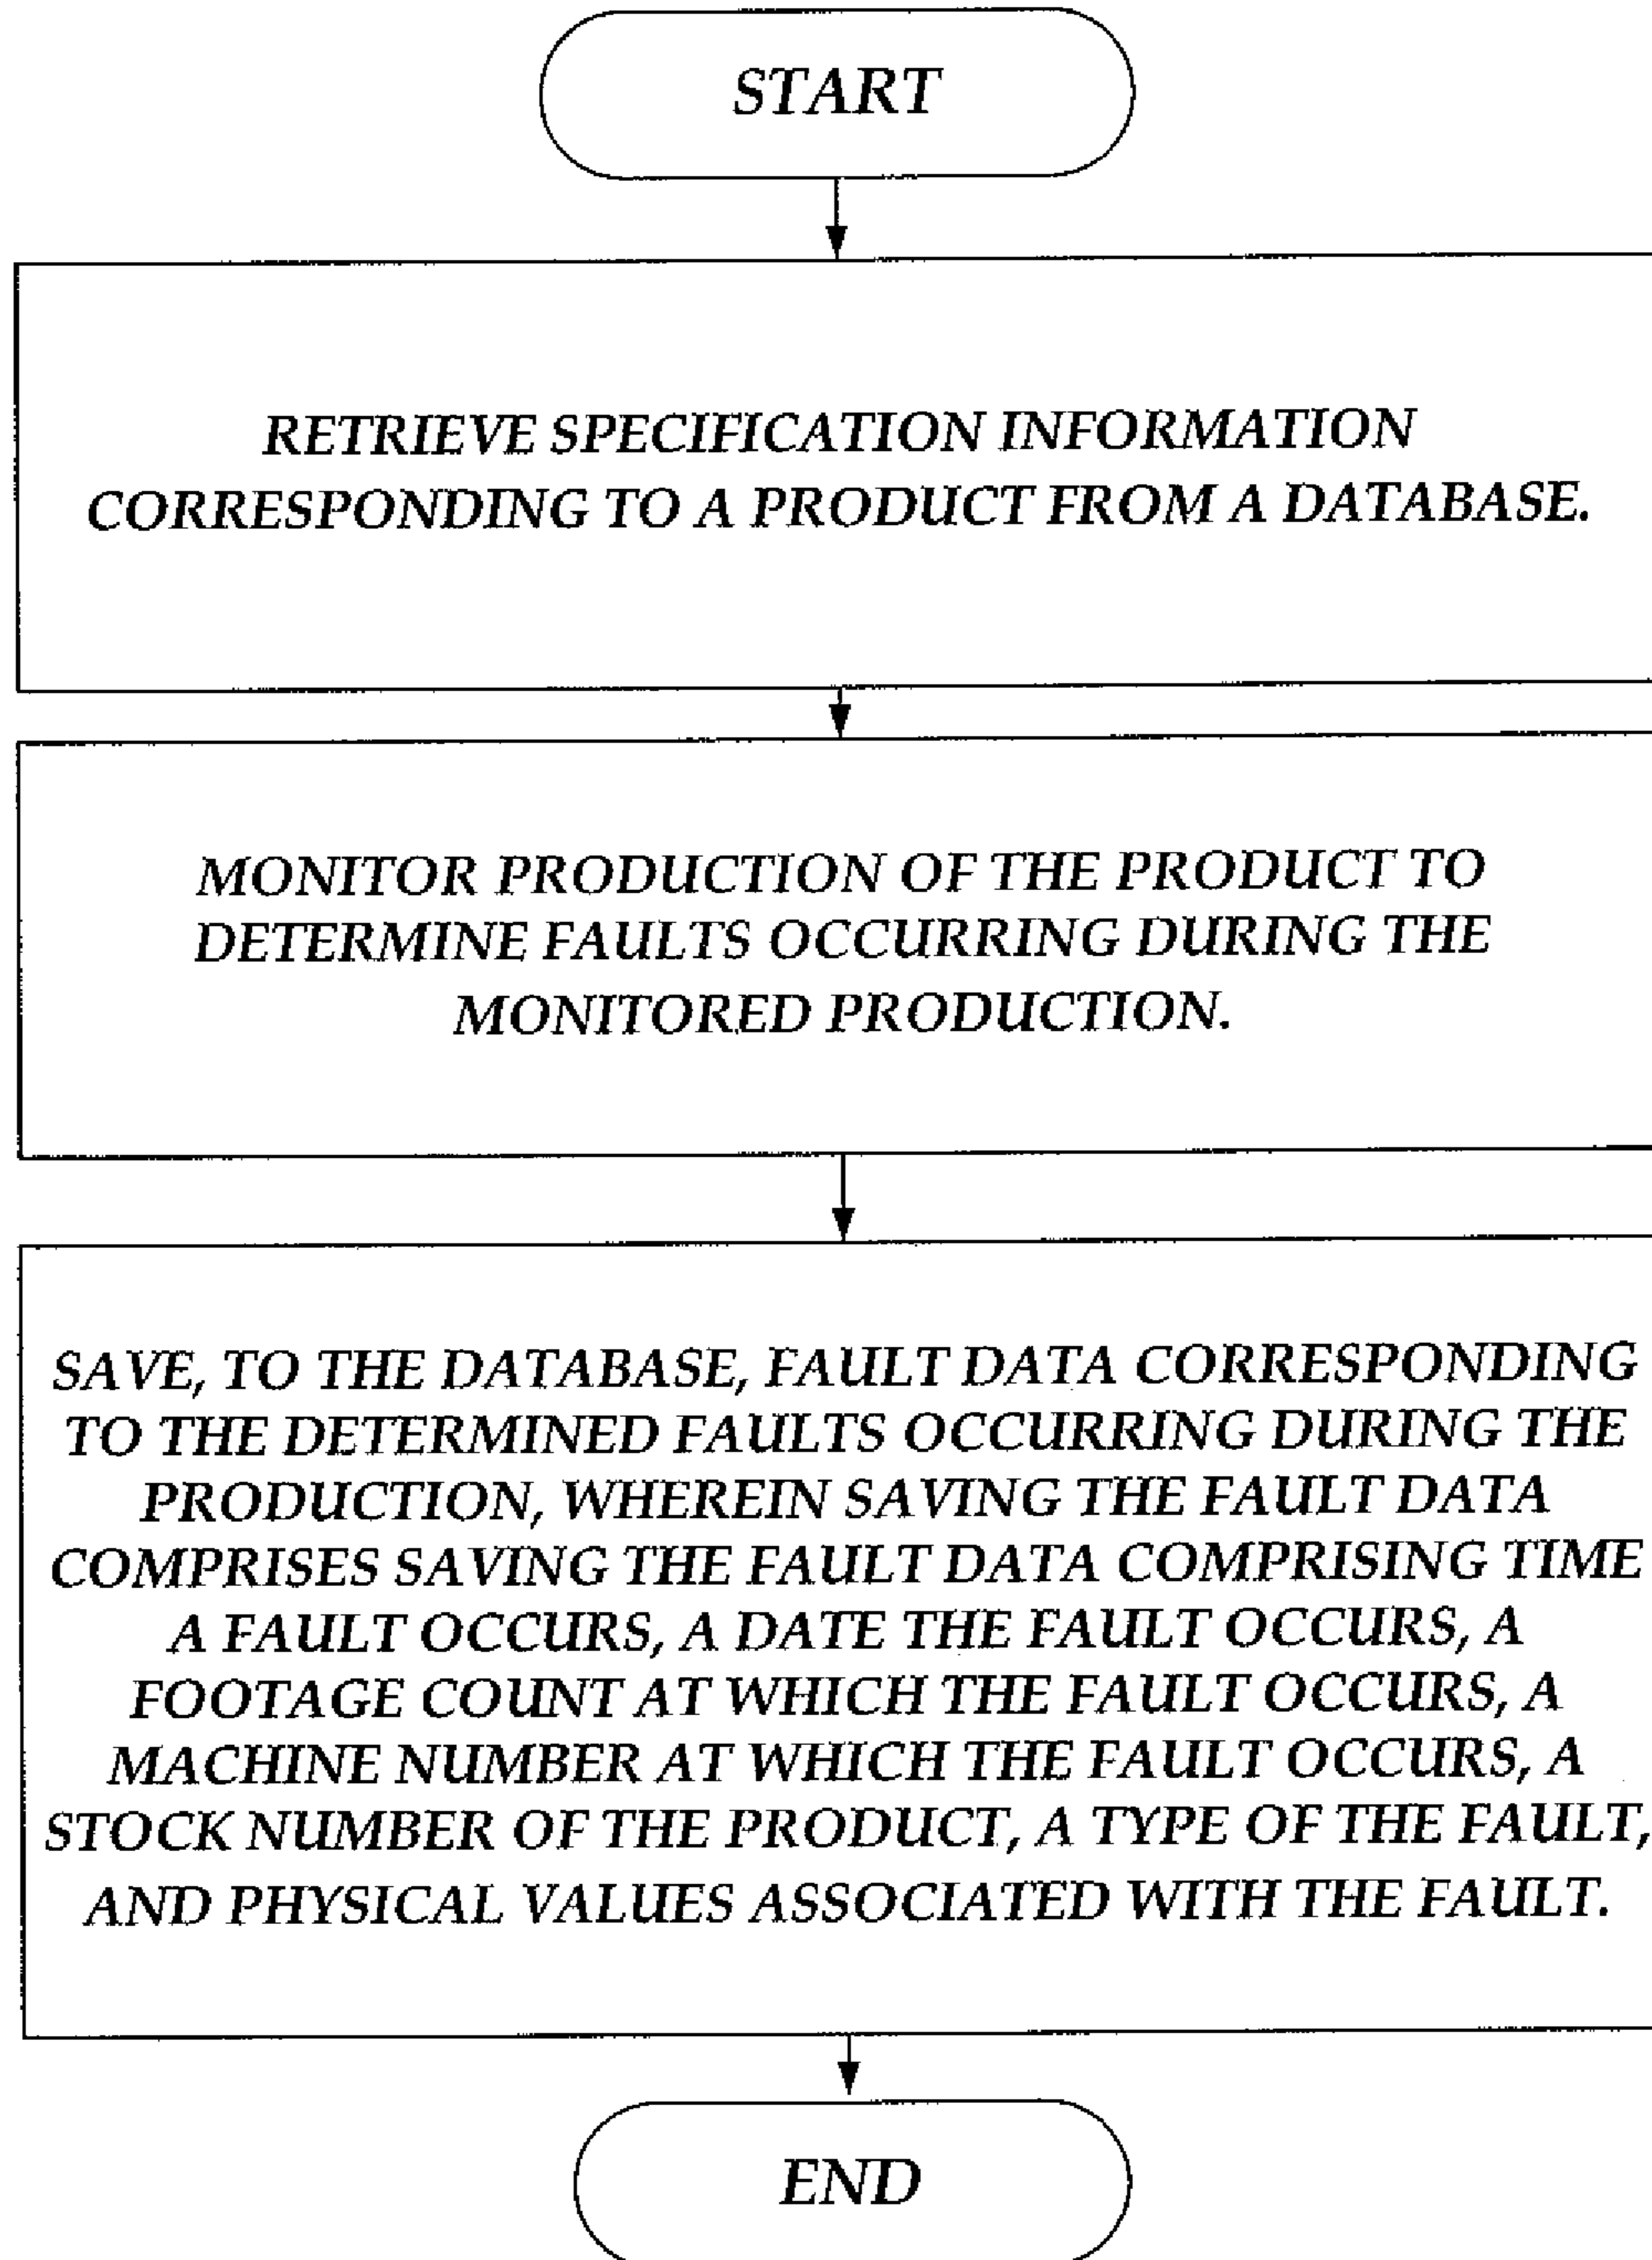 START
RETRIEVE SPECIFICATION INFORMATION
CORRESPONDING TO A PRODUCT FROM A DATABASE.
MONITOR PRODUCTION OF THE PRODUCT TO
DETERMINE FAULTS OCCURRING DURING THE
MONITORED PRODUCTION.
SAVE, TO THE DATABASE, FAULT DATA CORRESPONDING
TO THE DETERMINED FAULTS OCCURRING DURING THE
PRODUCTION, WHEREIN SAVING THE FAULT DATA
COMPRISES SAVING THE FAULT DATA COMPRISING TIME
A FAULT OCCURS, A DATE THE FAULT OCCURS, A
FOOTAGE COUNT AT WHICH THE FAULT OCCURS, A
MACHINE NUMBER AT WHICH THE FAULT OCCURS, A
STOCK NUMBER OF THE PRODUCT, A TYPE OF THE FAULT,
AND PHYSICAL VALUES ASSOCIATED WITH THE FAULT.
END